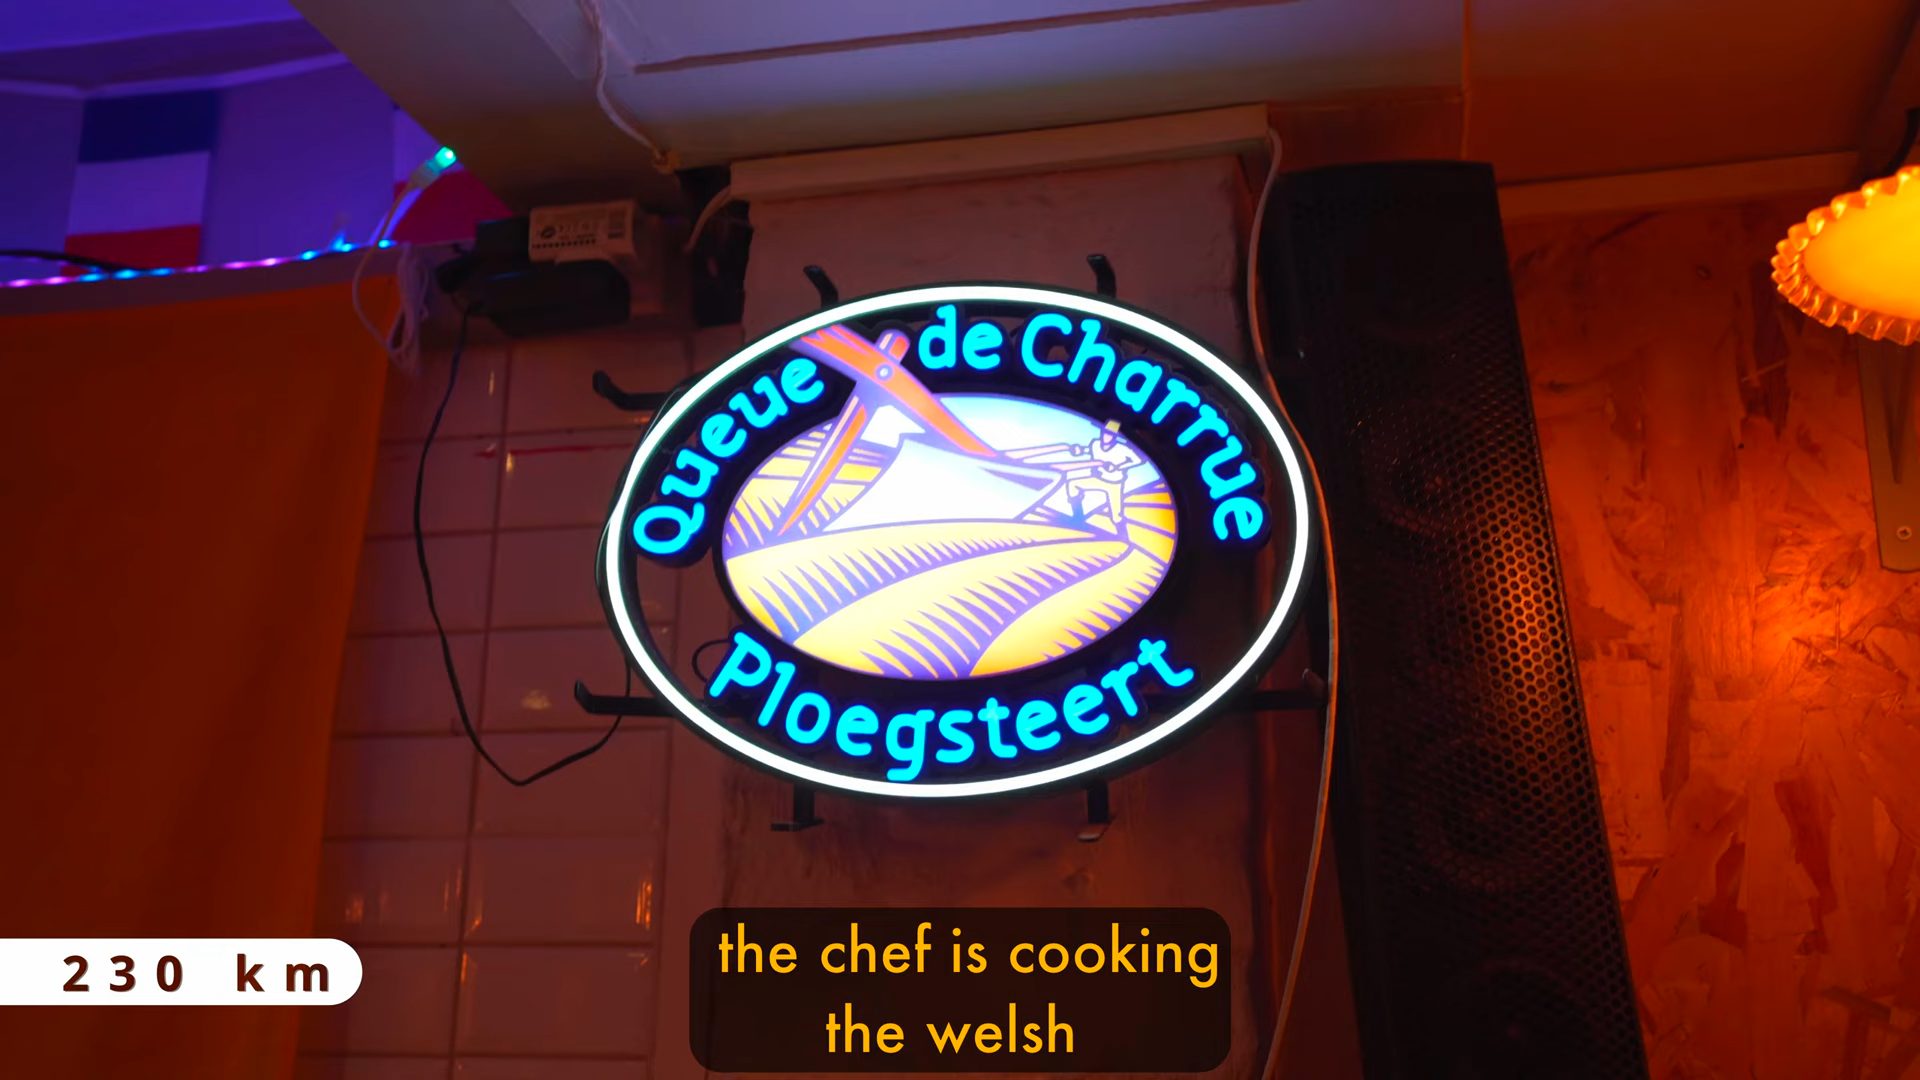 Queue de Charrue
Ploegsteert
230 km
the chef is cooking
the welsh